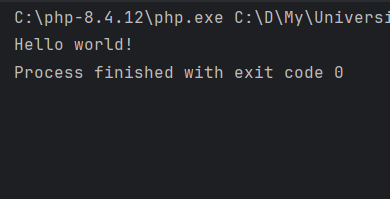 C:\php-8.4.12\php.exe C:\D\My\Universi
Hello world!
Process finished with exit code 0